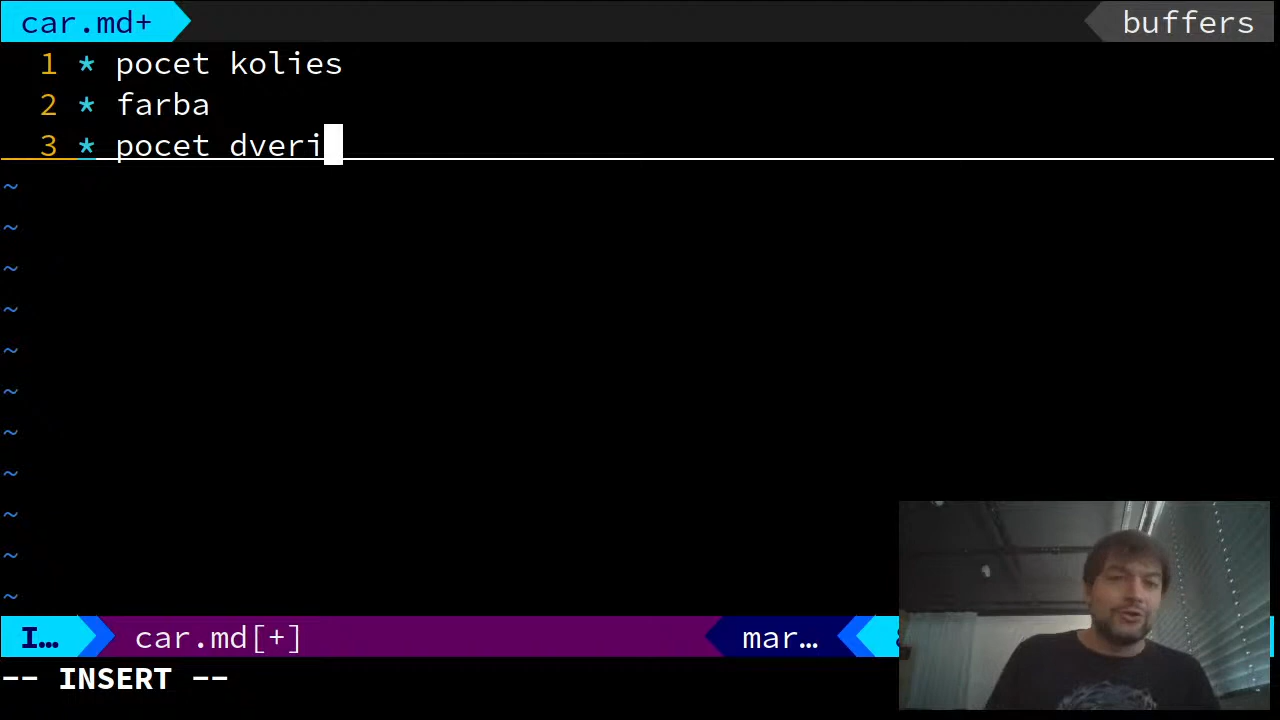 car.md+ buffers
1 * pocet kolies
2 * farba
3 * pocet dveri
~
~
~
~
~
~
~
~
~
~
~
I… car.md[+] mar…
-- INSERT --